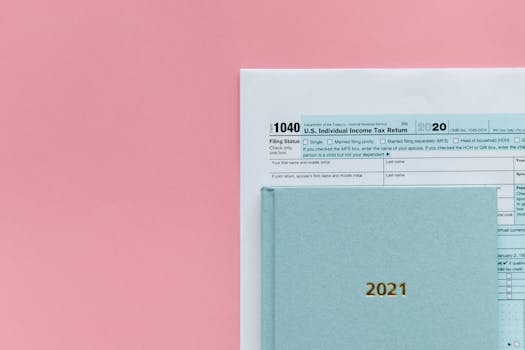 1040 Department of the Treasury—Internal Revenue Service
U.S. Individual Income Tax Return 2020 OMB No. 1545-0074
Filing Status
Check only
one box.
Single Married filing jointly Married filing separately (MFS) Head of household (HOH)
If you checked the MFS box, enter the name of your spouse. If you checked the HOH or QW box, enter the
person is a child but not your dependent ▶
Your first name and middle initial Last name
If joint return, spouse's first name and middle initial Last name
2021